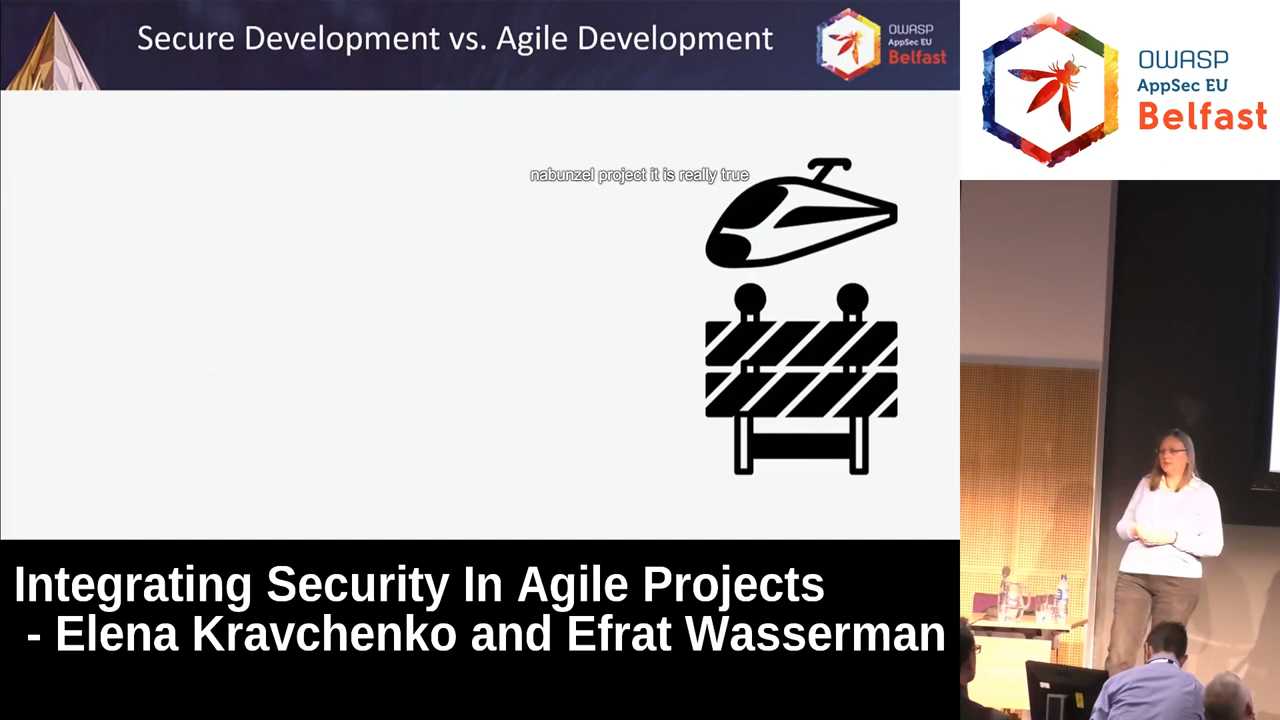 Secure Development vs. Agile Development
OWASP
AppSec EU
Belfast
OWASP
AppSec EU
Belfast
nabunzel project it is really true
Integrating Security In Agile Projects
- Elena Kravchenko and Efrat Wasserman